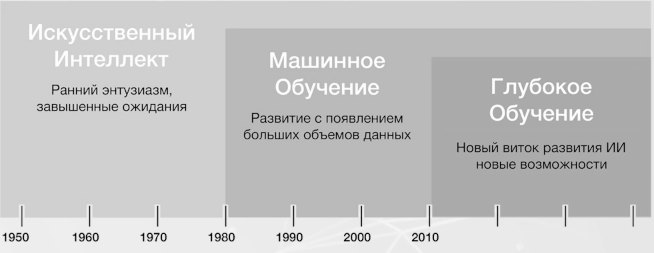 Искусственный
Интеллект
Ранний энтузиазм,
завышенные ожидания
Машинное
Обучение
Развитие с появлением
больших объемов данных
Глубокое
Обучение
Новый виток развития ИИ
новые возможности
1950 1960 1970 1980 1990 2000 2010